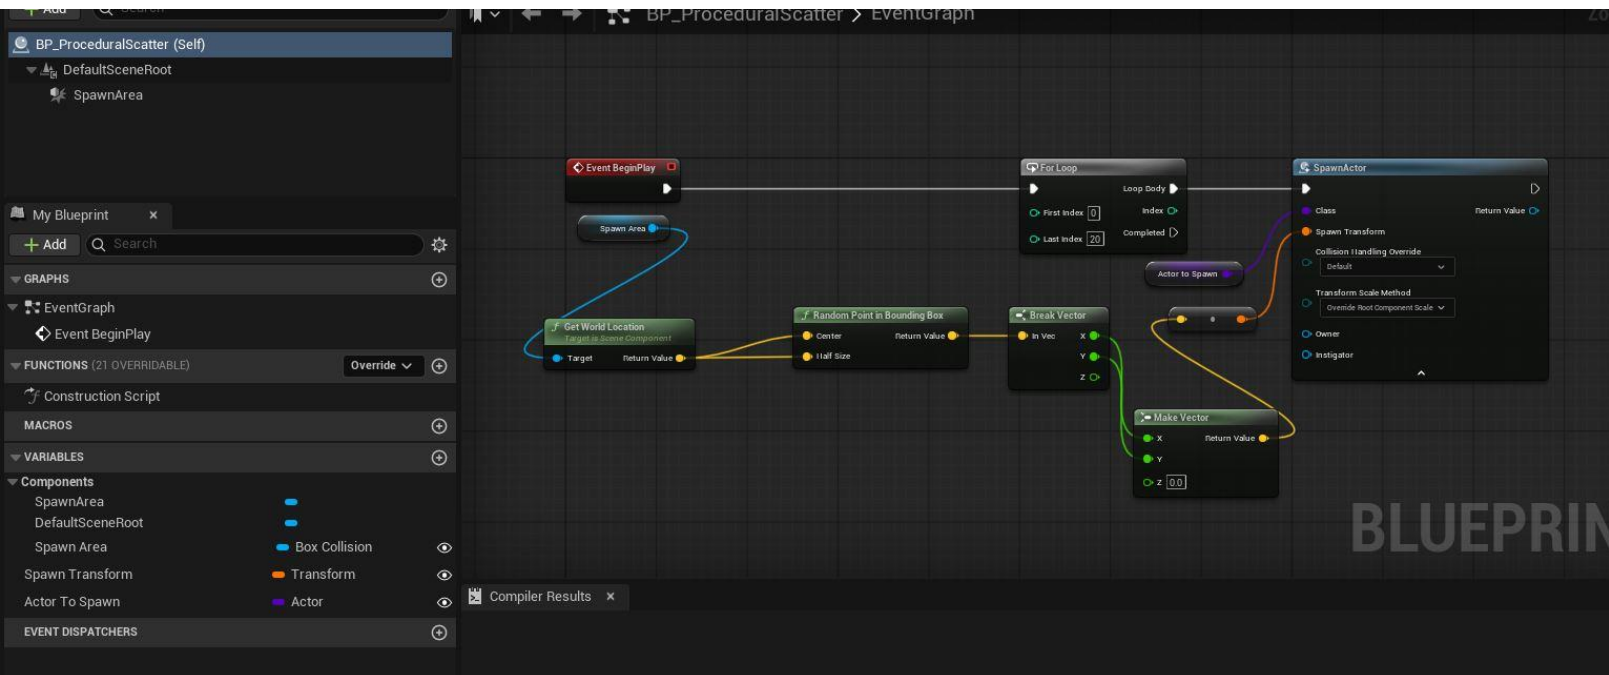 Add
Search
BP_ProceduralScatter (Self)
DefaultSceneRoot
SpawnArea
My Blueprint
Add
Search
GRAPHS
EventGraph
Event BeginPlay
FUNCTIONS (21 OVERRIDABLE)
Override
Construction Script
MACROS
VARIABLES
Components
SpawnArea
DefaultSceneRoot
Spawn Area Box Collision
Spawn Transform Transform
Actor To Spawn Actor
EVENT DISPATCHERS
BP_ProceduralScatter > EventGraph
Event BeginPlay
Spawn Area
Get World Location
Target is Scene Component
Target Return Value
Random Point in Bounding Box
Center Return Value
Half Size
Break Vector
In Vec X
Y
Z
Make Vector
X Return Value
Y
Z 0.0
For Loop
Loop Body
First Index 0 Index
Last Index 20 Completed
Actor to Spawn
SpawnActor
Class Return Value
Spawn Transform
Collision Handling Override
Default
Transform Scale Method
Override Root Component Scale
Owner
Instigator
BLUEPRIN
Compiler Results